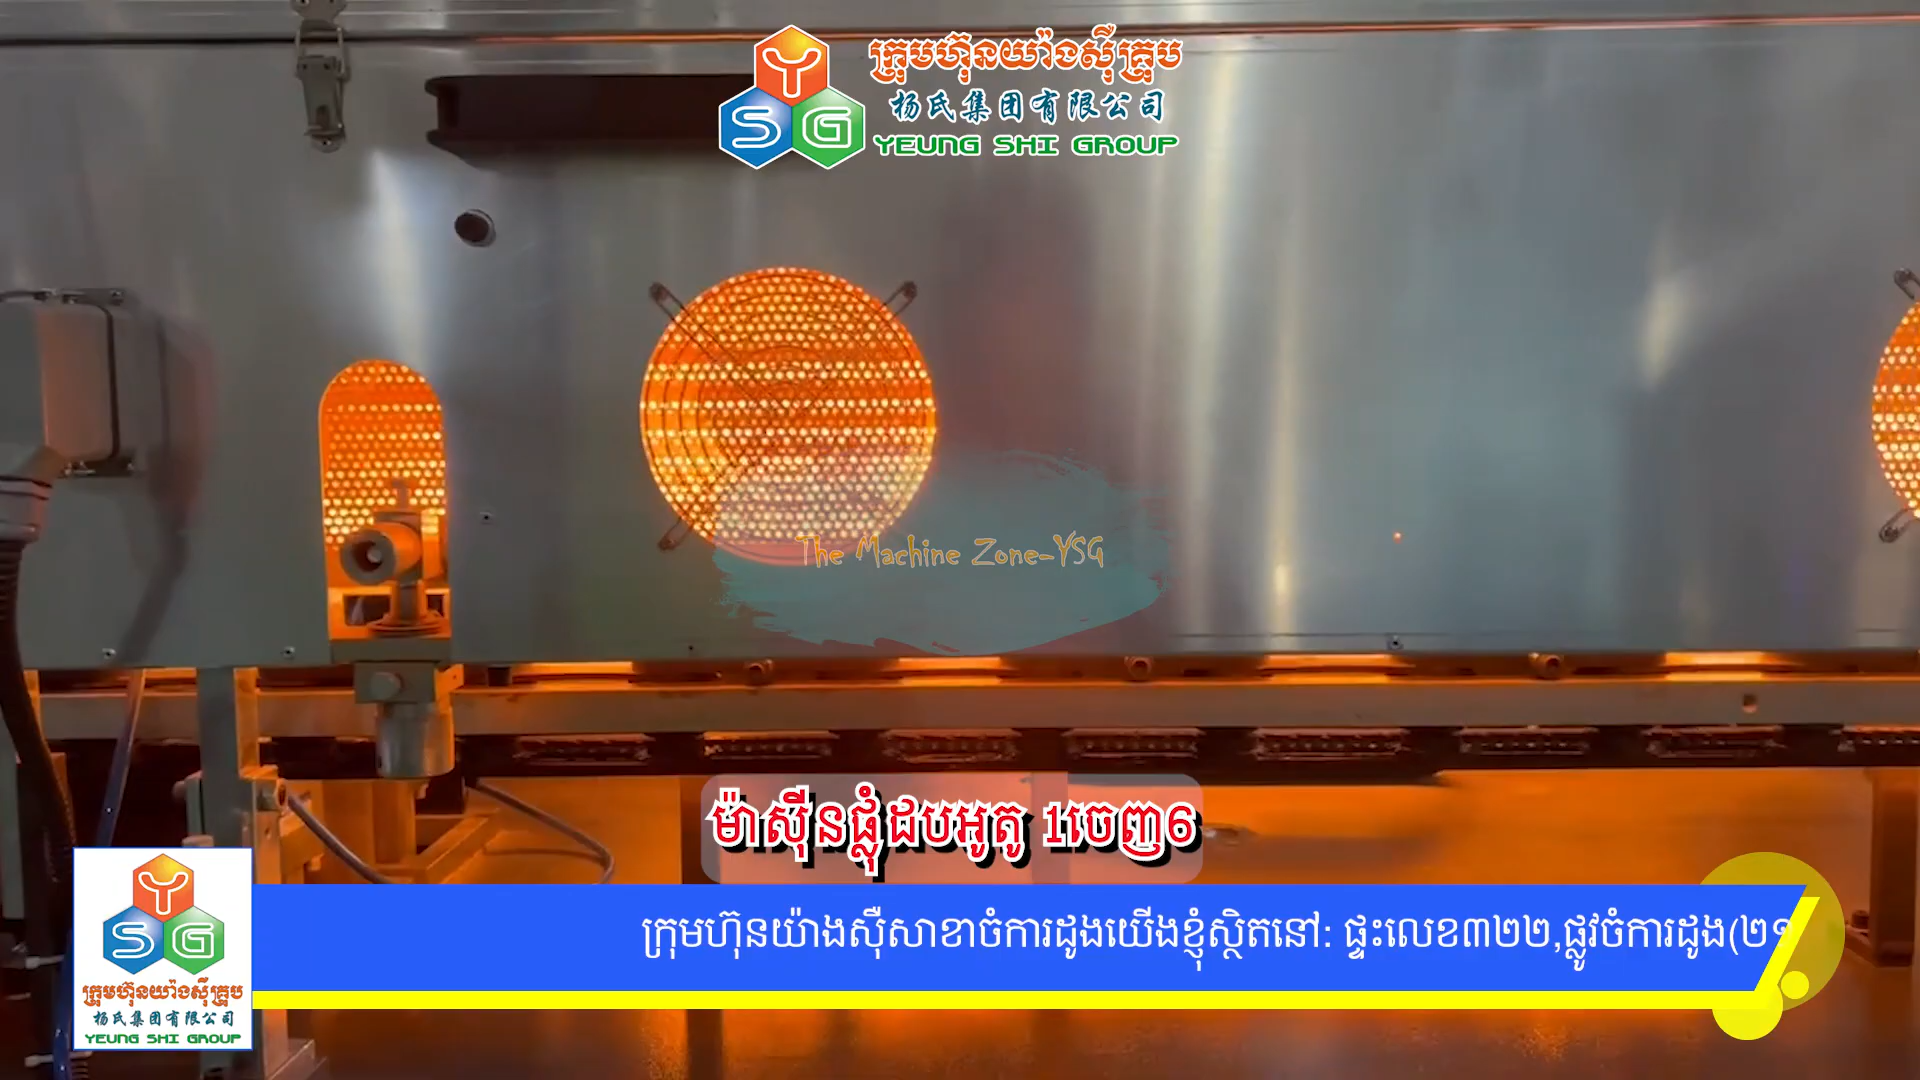 ក្រុមហ៊ុនយ៉ាងស៊ីគ្រុប
杨氏集团有限公司
YSG
YEUNG SHI GROUP
The Machine Zone-YSG
ម៉ាស៊ីនផ្លុំដបអូតូ 1ចេញ6
ក្រុមហ៊ុនយ៉ាងស៊ឺសាខាចំការដូងយើងខ្ញុំស្ថិតនៅ: ផ្ទះលេខ៣២២,ផ្លូវចំការដូង(២១
YSG
ក្រុមហ៊ុនយ៉ាងស៊ីគ្រុប
杨氏集团有限公司
YEUNG SHI GROUP